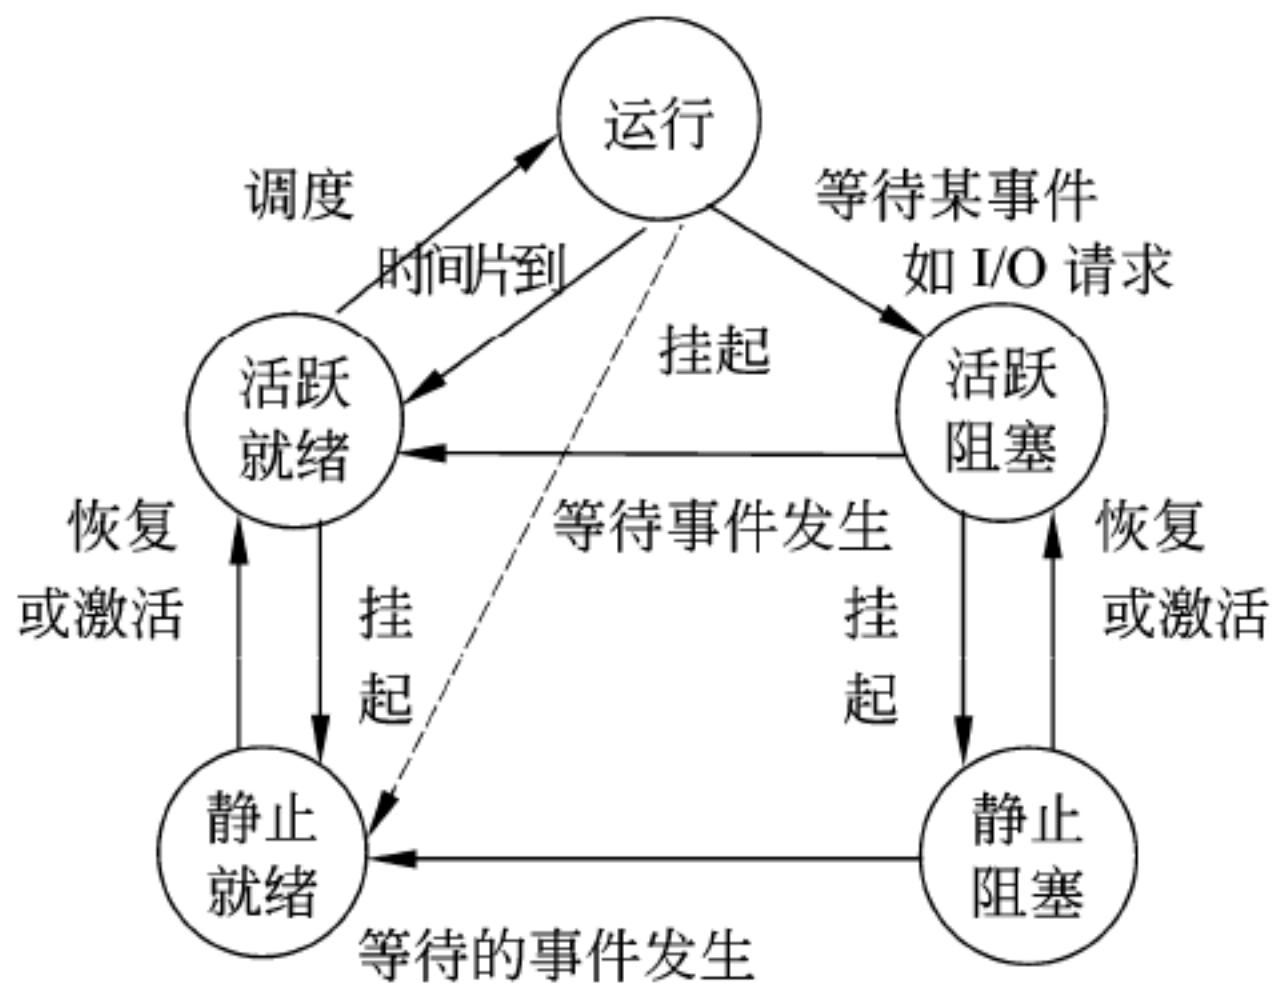 运行
调度
等待某事件
如 I/O 请求
时间片到
挂起
活跃
就绪
活跃
阻塞
恢复
或激活
等待事件发生
恢复
或激活
挂
起
挂
起
静止
就绪
静止
阻塞
等待的事件发生